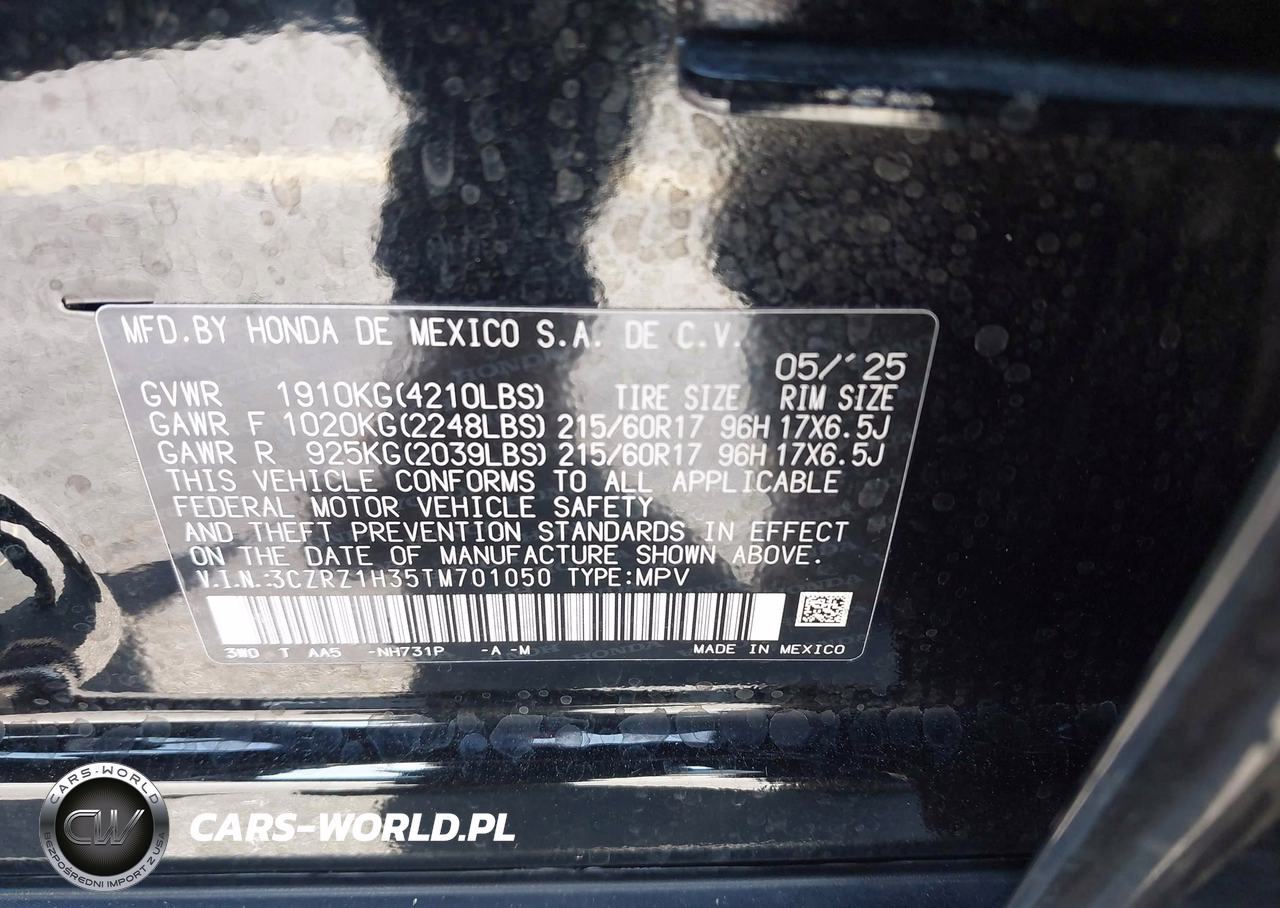 MFD.BY HONDA DE MEXICO S.A. DE C.V.
05/'25
GVWR 1910KG(4210LBS) TIRE SIZE RIM SIZE
GAWR F 1020KG(2248LBS) 215/60R17 96H 17X6.5J
GAWR R 925KG(2039LBS) 215/60R17 96H 17X6.5J
THIS VEHICLE CONFORMS TO ALL APPLICABLE
FEDERAL MOTOR VEHICLE SAFETY
AND THEFT PREVENTION STANDARDS IN EFFECT
ON THE DATE OF MANUFACTURE SHOWN ABOVE.
V.I.N.:3CZRZ1H35TM701050 TYPE:MPV
3W0 T AA5 -NH731P -A -M MADE IN MEXICO
CARS-WORLD
CW
BEZPOŚREDNI IMPORT Z USA
CARS-WORLD.PL